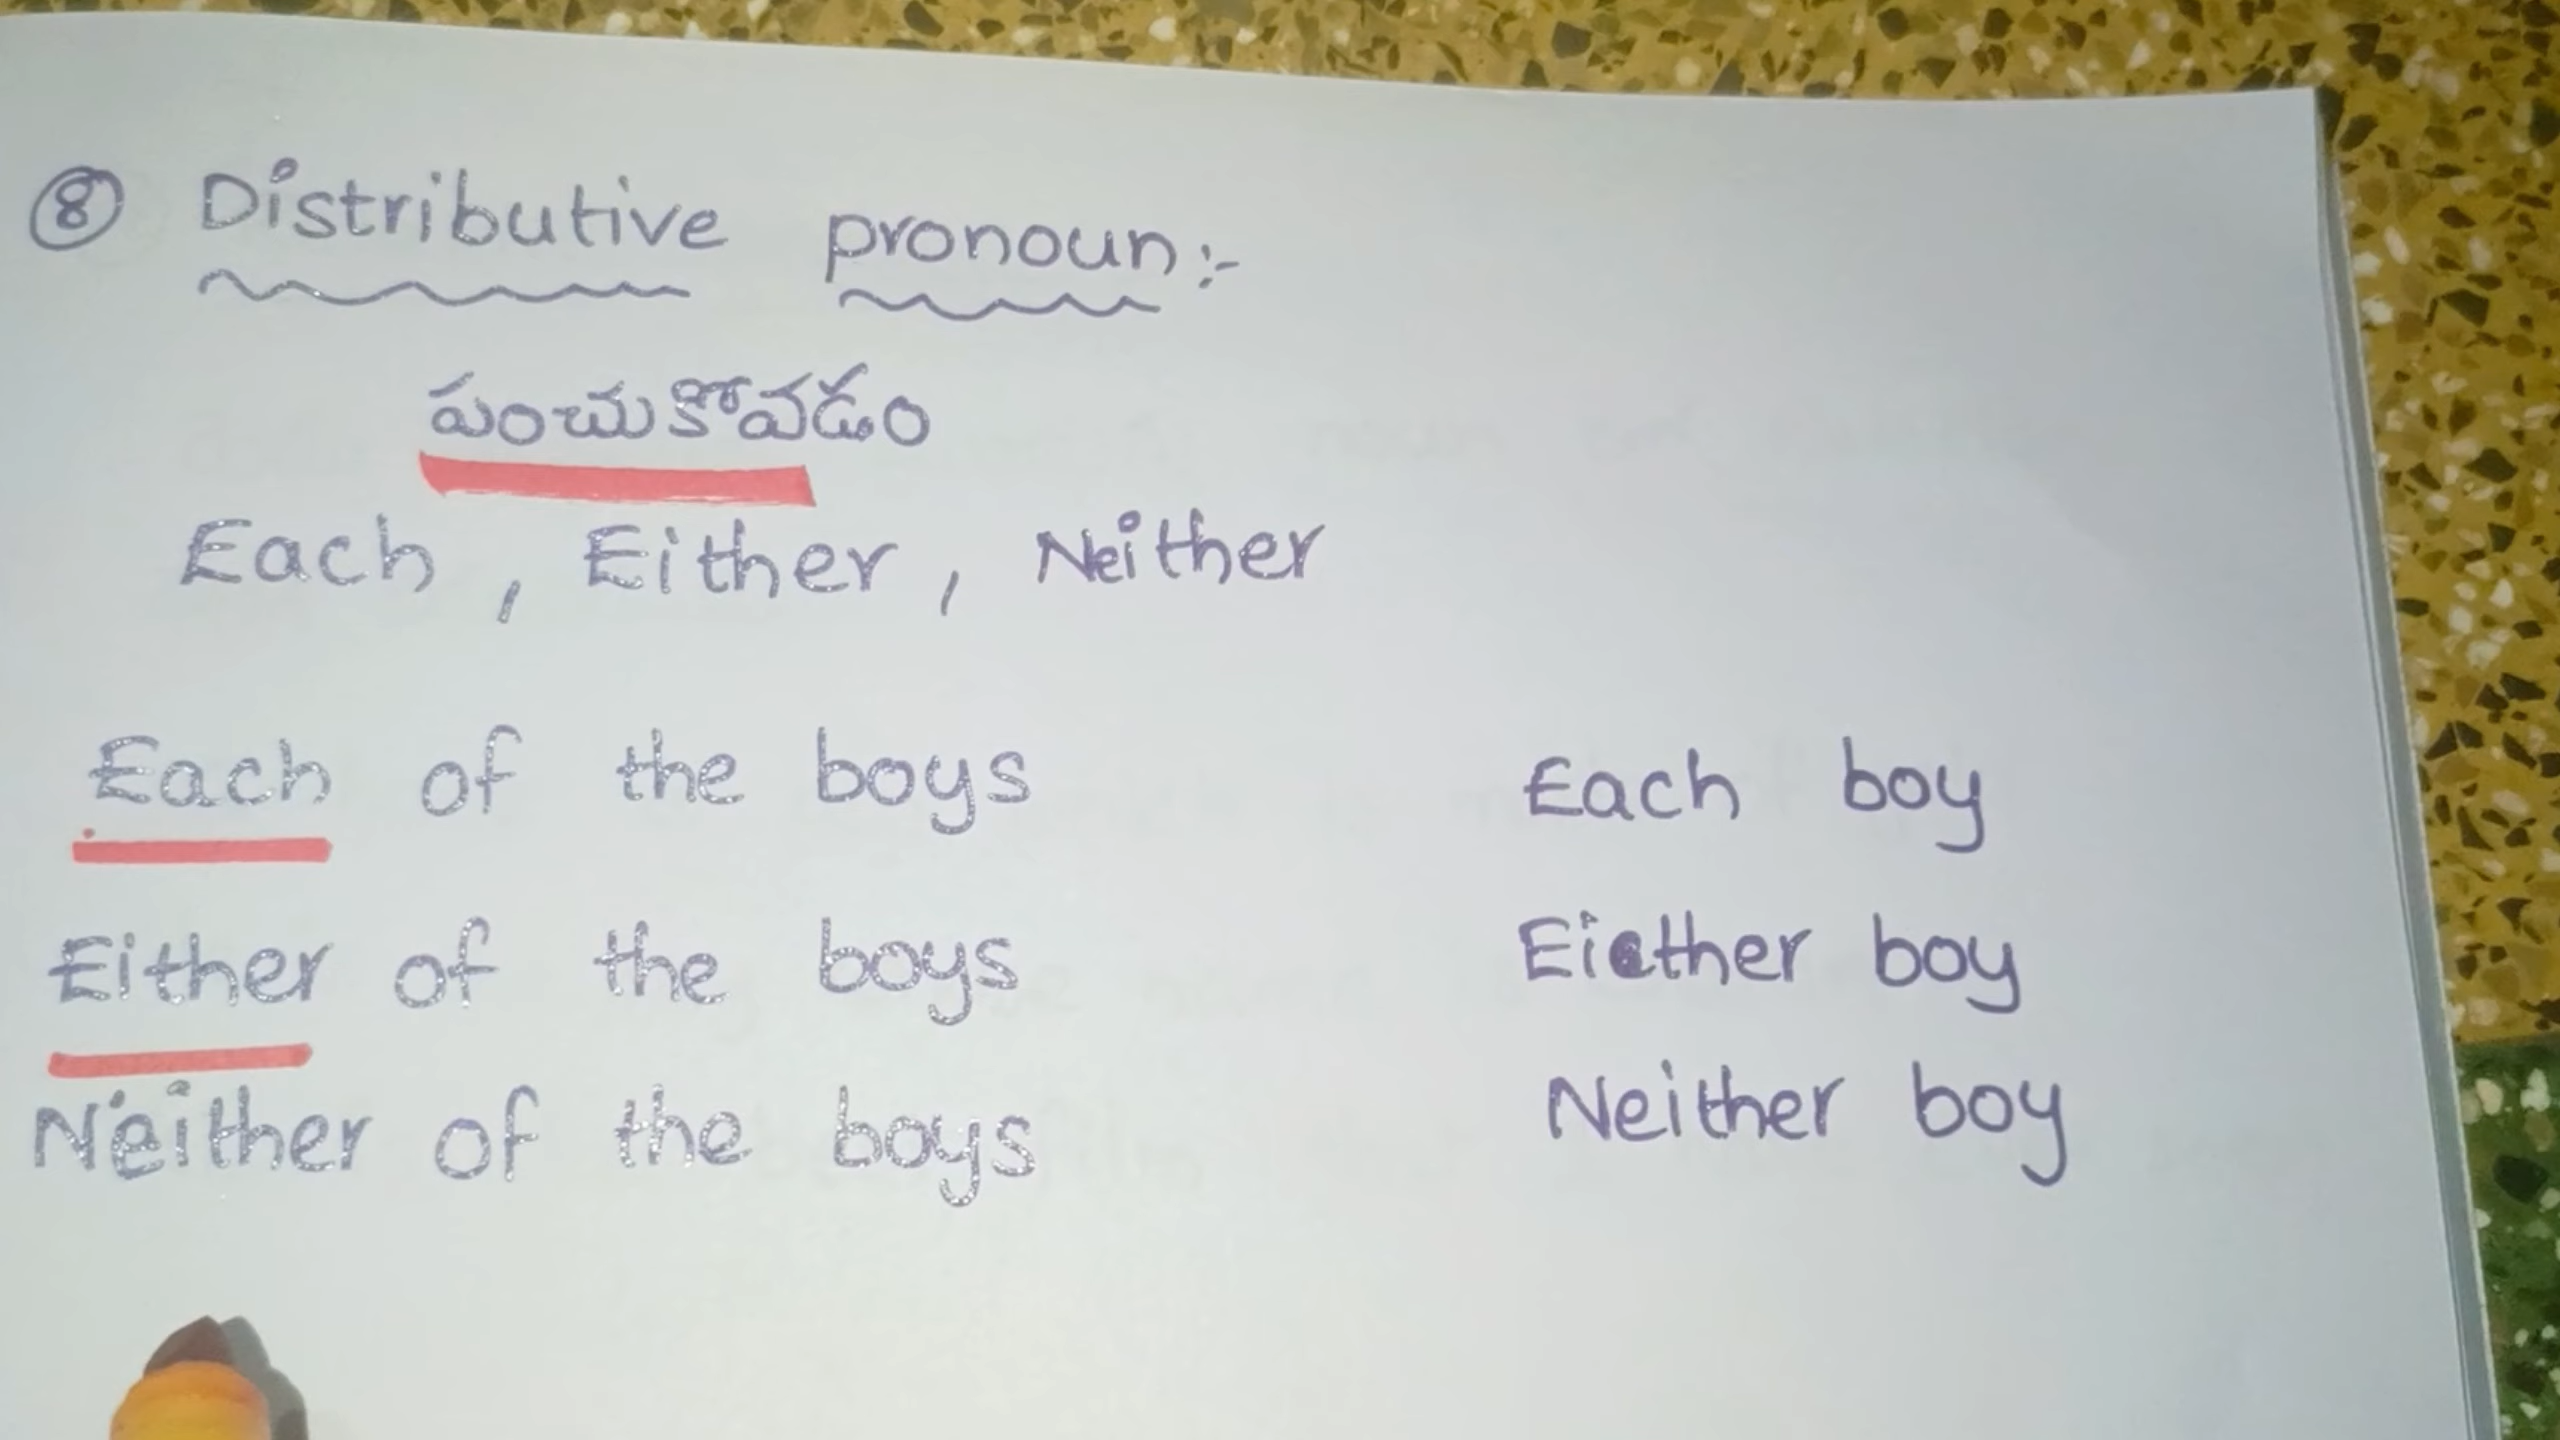 ⑧ Distributive pronoun:-
పంచుకోవడం
Each, Either, Neither
Each of the boys Each boy
Either of the boys Eicther boy
Neither of the boys Neither boy